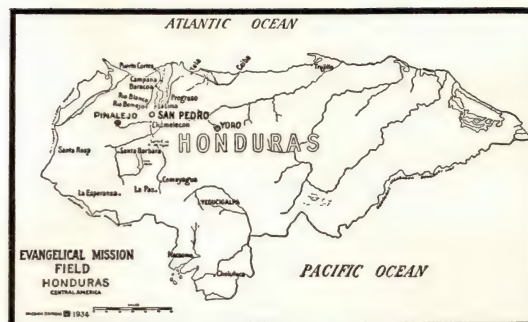 ATLANTIC OCEAN
Puerto Cortes
Tela
Ceiba
Trujillo
Campana
Baracoa
Rio Blanco
La Lima
Progreso
Rio Benejo
PINALEJO
SAN PEDRO
Chamelecon
YORO
HONDURAS
Santa Rosa
Santa Barbara
Comayagua
La Esperanza
La Paz
TEGUCIGALPA
Nacaome
Choluteca
EVANGELICAL MISSION
FIELD
HONDURAS
CENTRAL AMERICA
PACIFIC OCEAN
1934